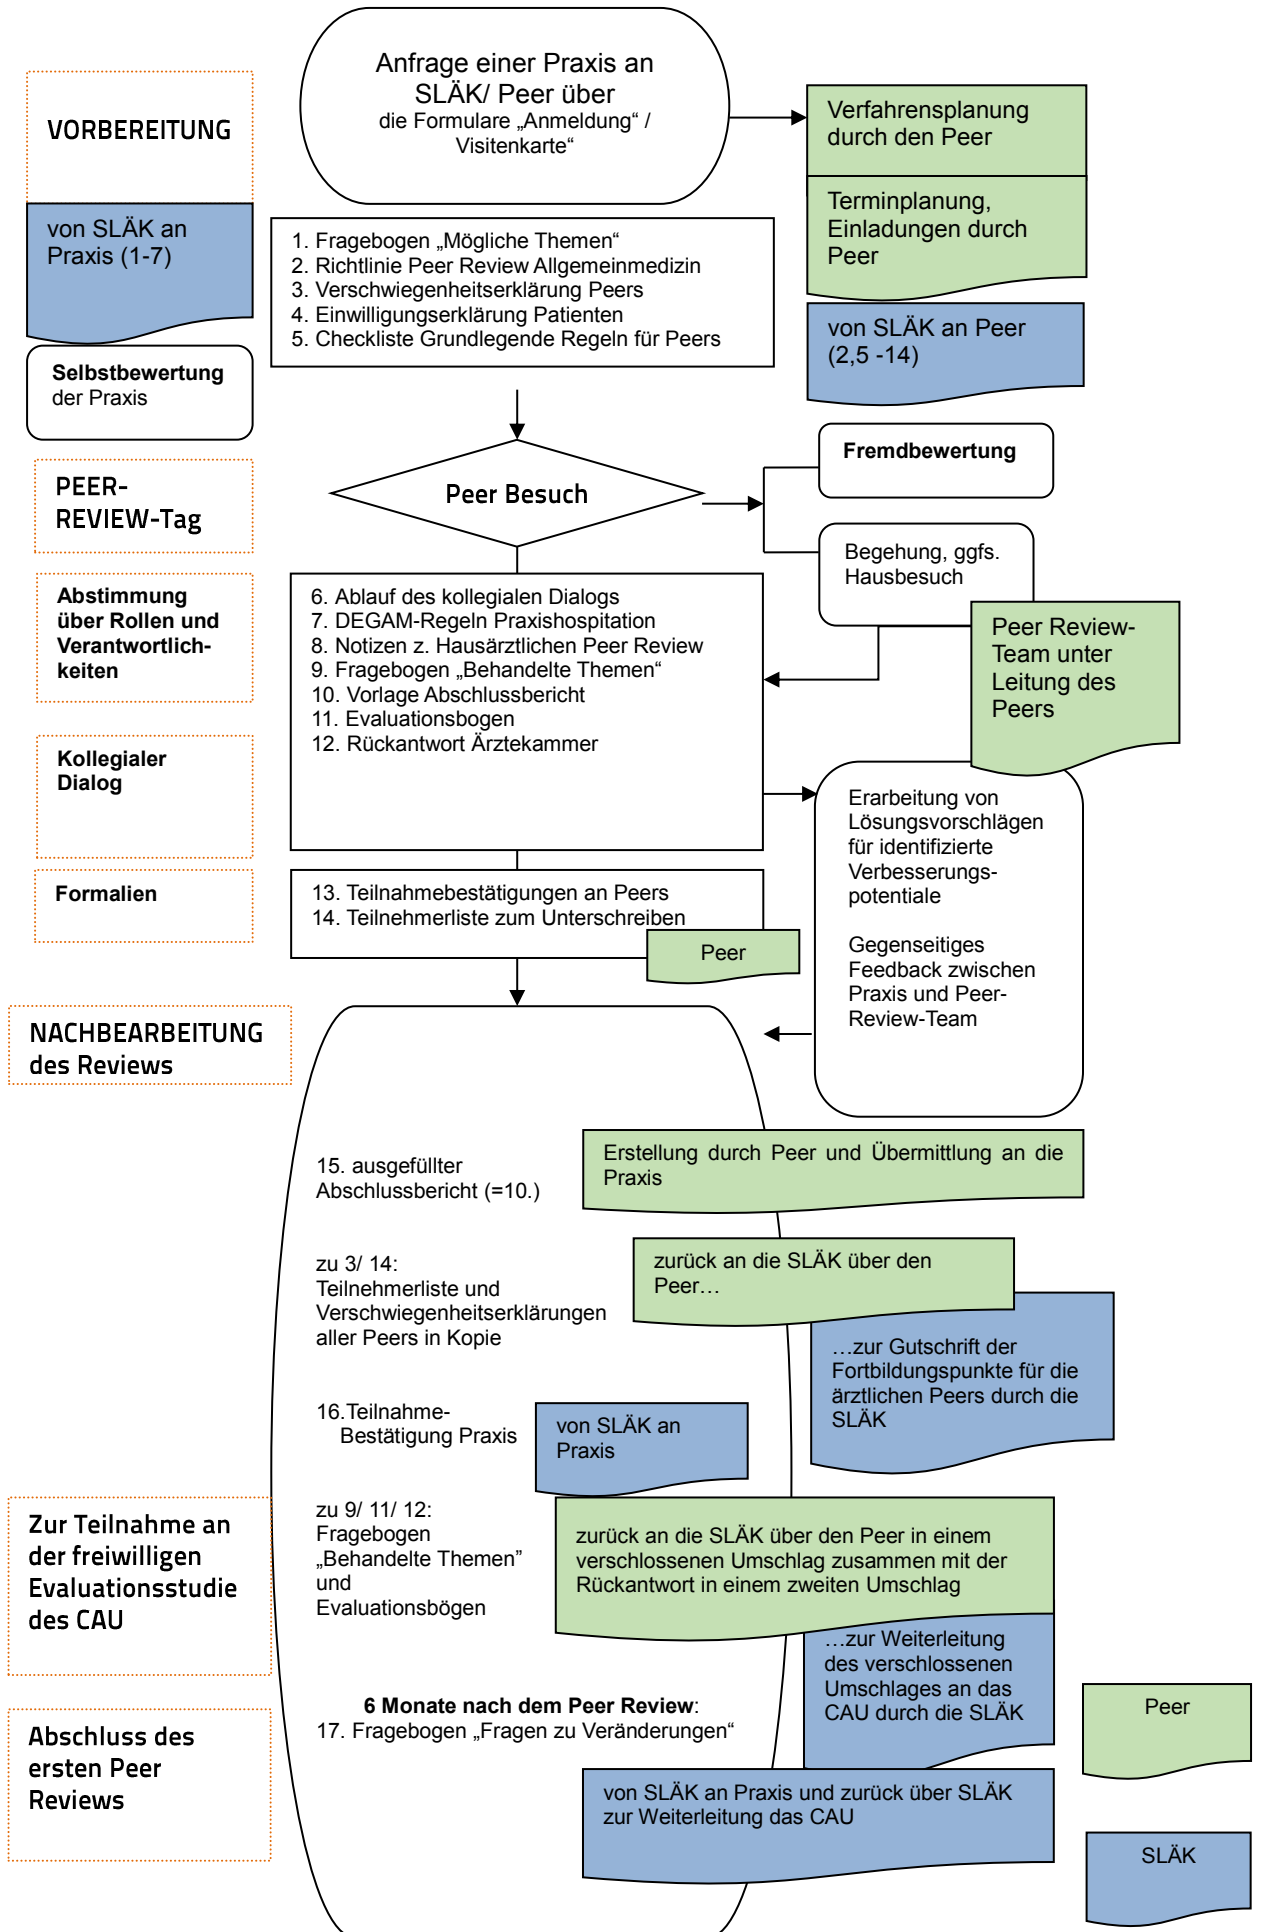 Anfrage einer Praxis an
SLÄK/ Peer über
die Formulare „Anmeldung“ /
Visitenkarte“
VORBEREITUNG
Verfahrensplanung
durch den Peer
Terminplanung,
Einladungen durch
Peer
von SLÄK an
Praxis (1-7)
1. Fragebogen „Mögliche Themen“
2. Richtlinie Peer Review Allgemeinmedizin
3. Verschwiegenheitserklärung Peers
4. Einwilligungserklärung Patienten
5. Checkliste Grundlegende Regeln für Peers
von SLÄK an Peer
(2,5 -14)
Selbstbewertung
der Praxis
PEER-
REVIEW-Tag
Peer Besuch
Fremdbewertung
Begehung, ggfs.
Hausbesuch
Abstimmung
über Rollen und
Verantwortlich-
keiten
6. Ablauf des kollegialen Dialogs
7. DEGAM-Regeln Praxishospitation
8. Notizen z. Hausärztlichen Peer Review
9. Fragebogen „Behandelte Themen“
10. Vorlage Abschlussbericht
11. Evaluationsbogen
12. Rückantwort Ärztekammer
Peer Review-
Team unter
Leitung des
Peers
Kollegialer
Dialog
Erarbeitung von
Lösungsvorschlägen
für identifizierte
Verbesserungs-
potentiale
Gegenseitiges
Feedback zwischen
Praxis und Peer-
Review-Team
Formalien
13. Teilnahmebestätigungen an Peers
14. Teilnehmerliste zum Unterschreiben
Peer
NACHBEARBEITUNG
des Reviews
15. ausgefüllter
Abschlussbericht (=10.)
Erstellung durch Peer und Übermittlung an die
Praxis
zu 3/ 14:
Teilnehmerliste und
Verschwiegenheitserklärungen
aller Peers in Kopie
zurück an die SLÄK über den
Peer…
…zur Gutschrift der
Fortbildungspunkte für die
ärztlichen Peers durch die
SLÄK
16.Teilnahme-
Bestätigung Praxis
von SLÄK an
Praxis
Zur Teilnahme an
der freiwilligen
Evaluationsstudie
des CAU
zu 9/ 11/ 12:
Fragebogen
„Behandelte Themen”
und
Evaluationsbögen
zurück an die SLÄK über den Peer in einem
verschlossenen Umschlag zusammen mit der
Rückantwort in einem zweiten Umschlag
…zur Weiterleitung
des verschlossenen
Umschlages an das
CAU durch die SLÄK
Abschluss des
ersten Peer
Reviews
6 Monate nach dem Peer Review:
17. Fragebogen „Fragen zu Veränderungen“
von SLÄK an Praxis und zurück über SLÄK
zur Weiterleitung das CAU
Peer
SLÄK